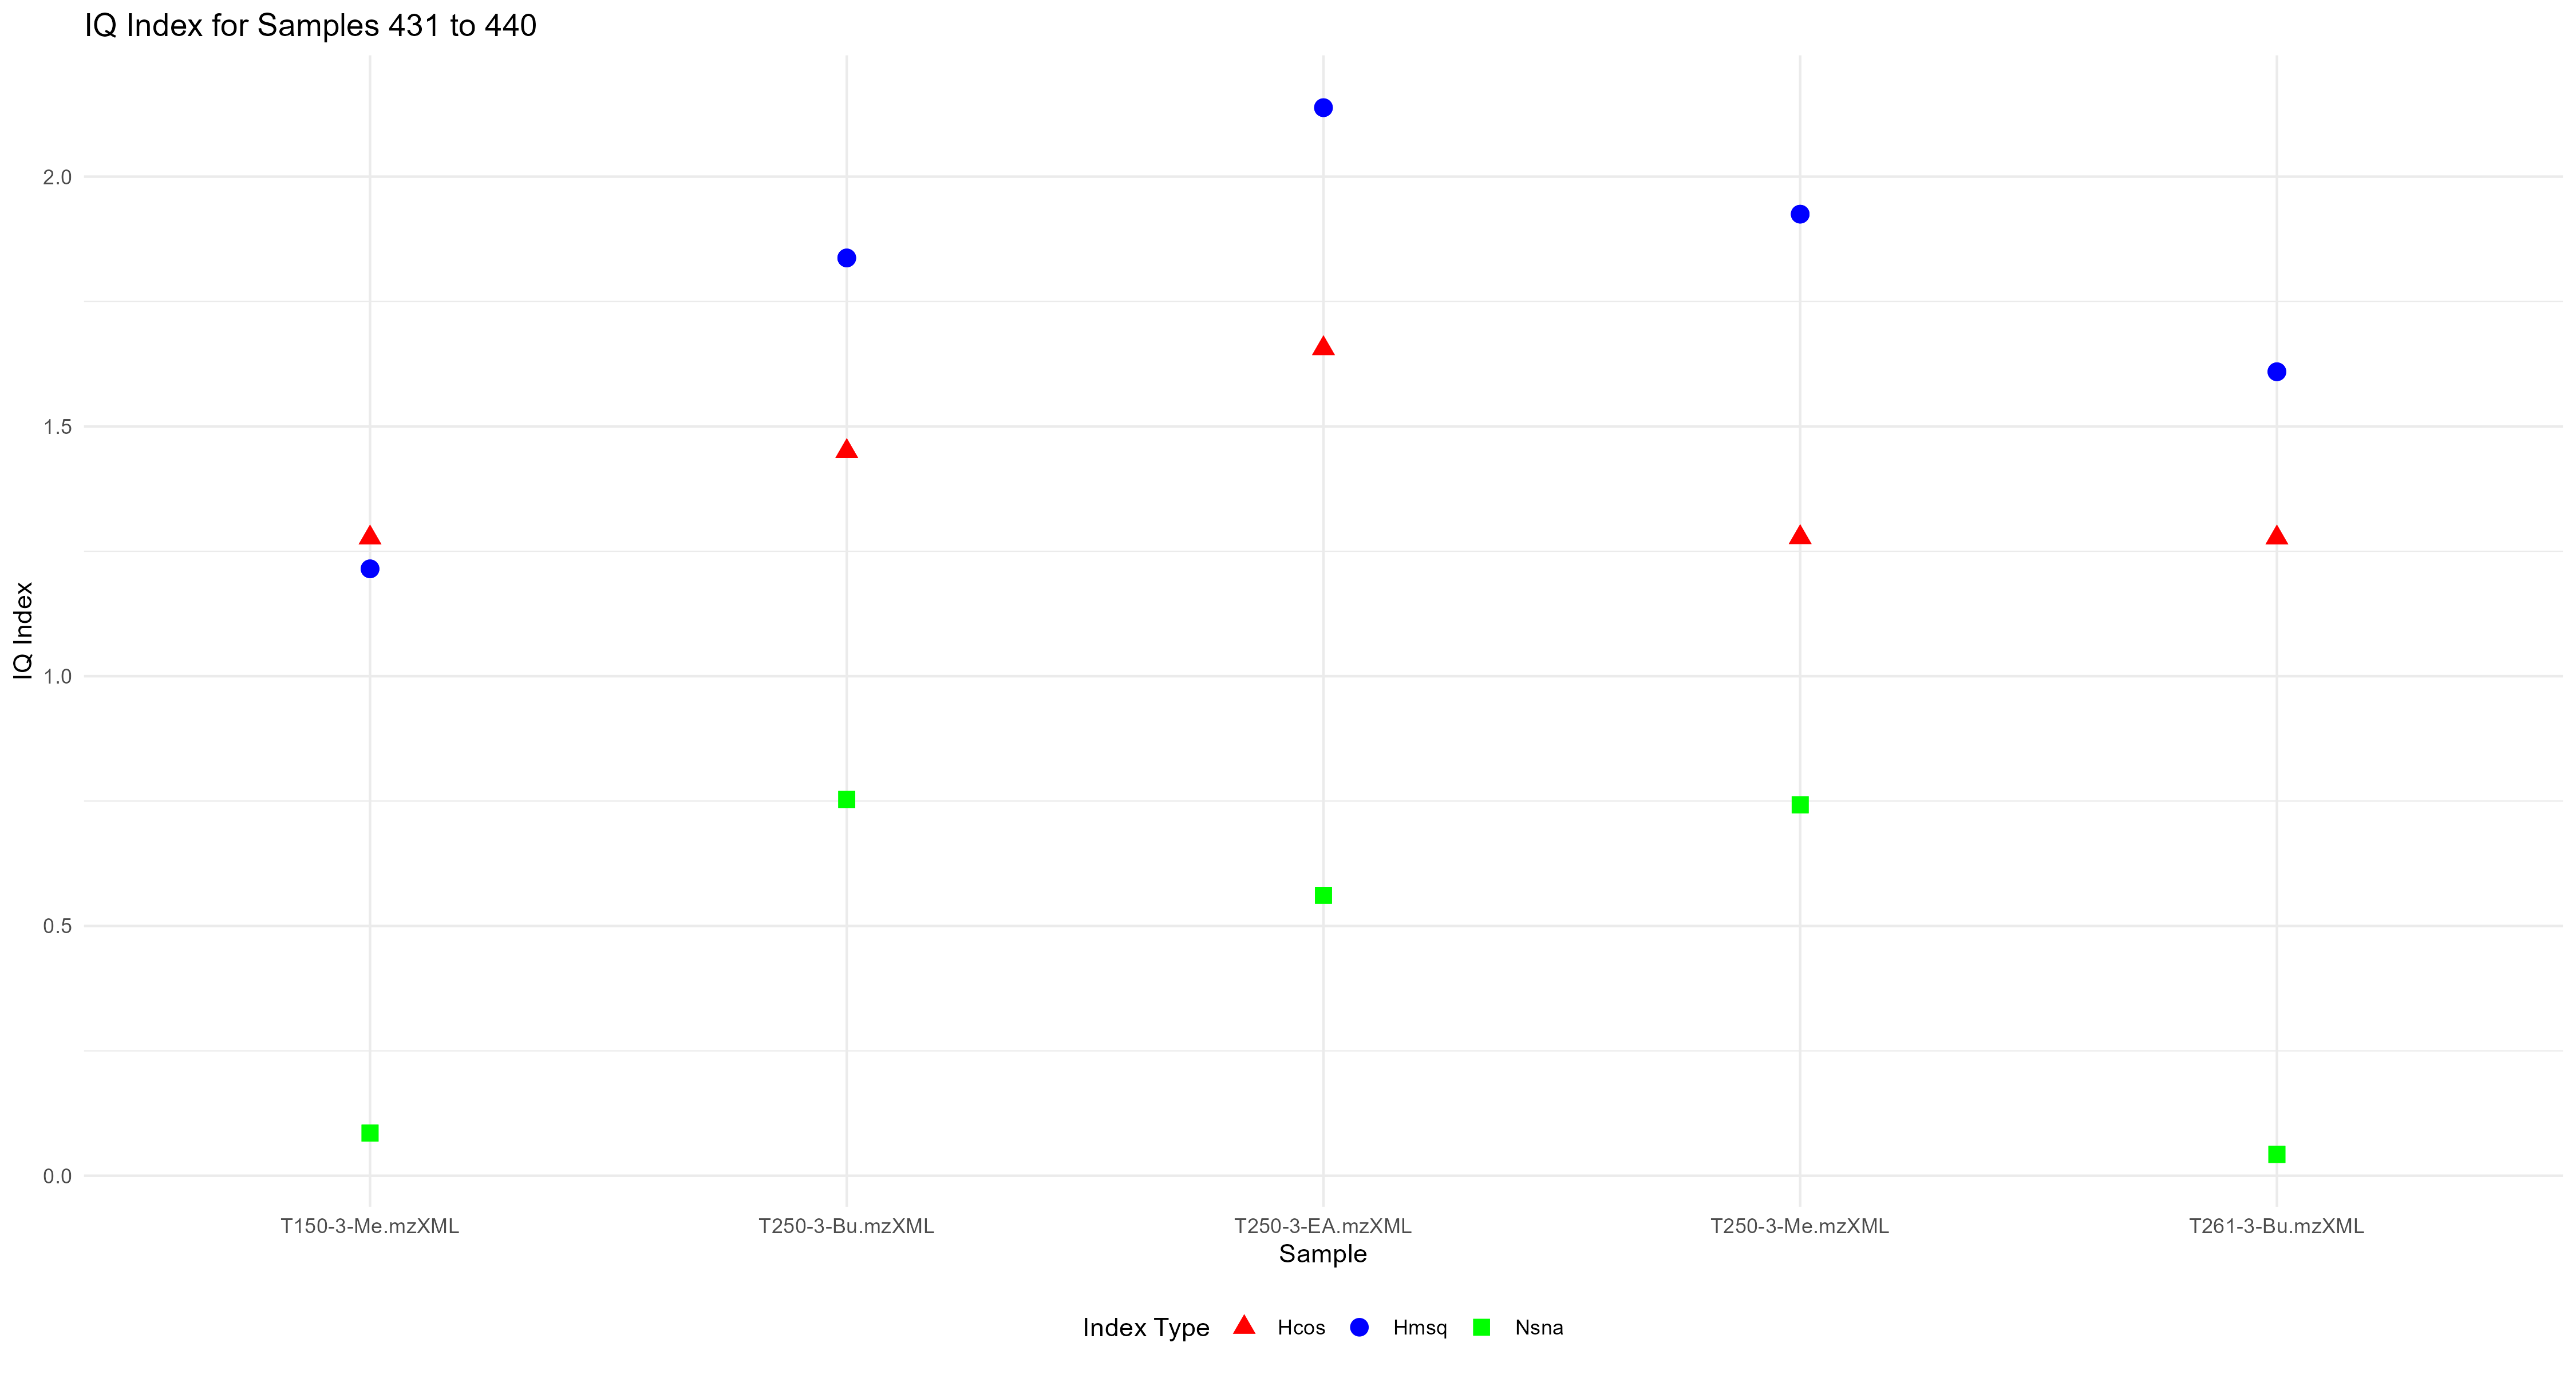 IQ Index for Samples 431 to 440
IQ Index
2.0
1.5
1.0
0.5
0.0
T150-3-Me.mzXML T250-3-Bu.mzXML T250-3-EA.mzXML T250-3-Me.mzXML T261-3-Bu.mzXML
Sample
Index Type Hcos Hmsq Nsna